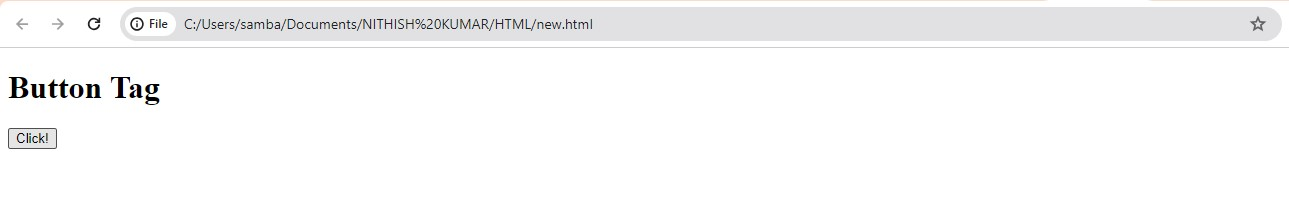 File C:/Users/samba/Documents/NITHISH%20KUMAR/HTML/new.html
Button Tag
Click!